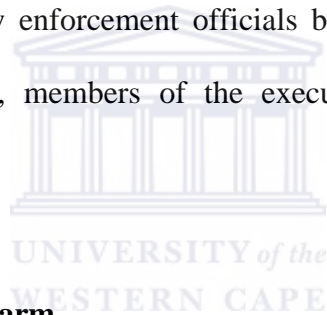 enforcement officials b
, members of the execu
UNIVERSITY of the
WESTERN CAPE
arm